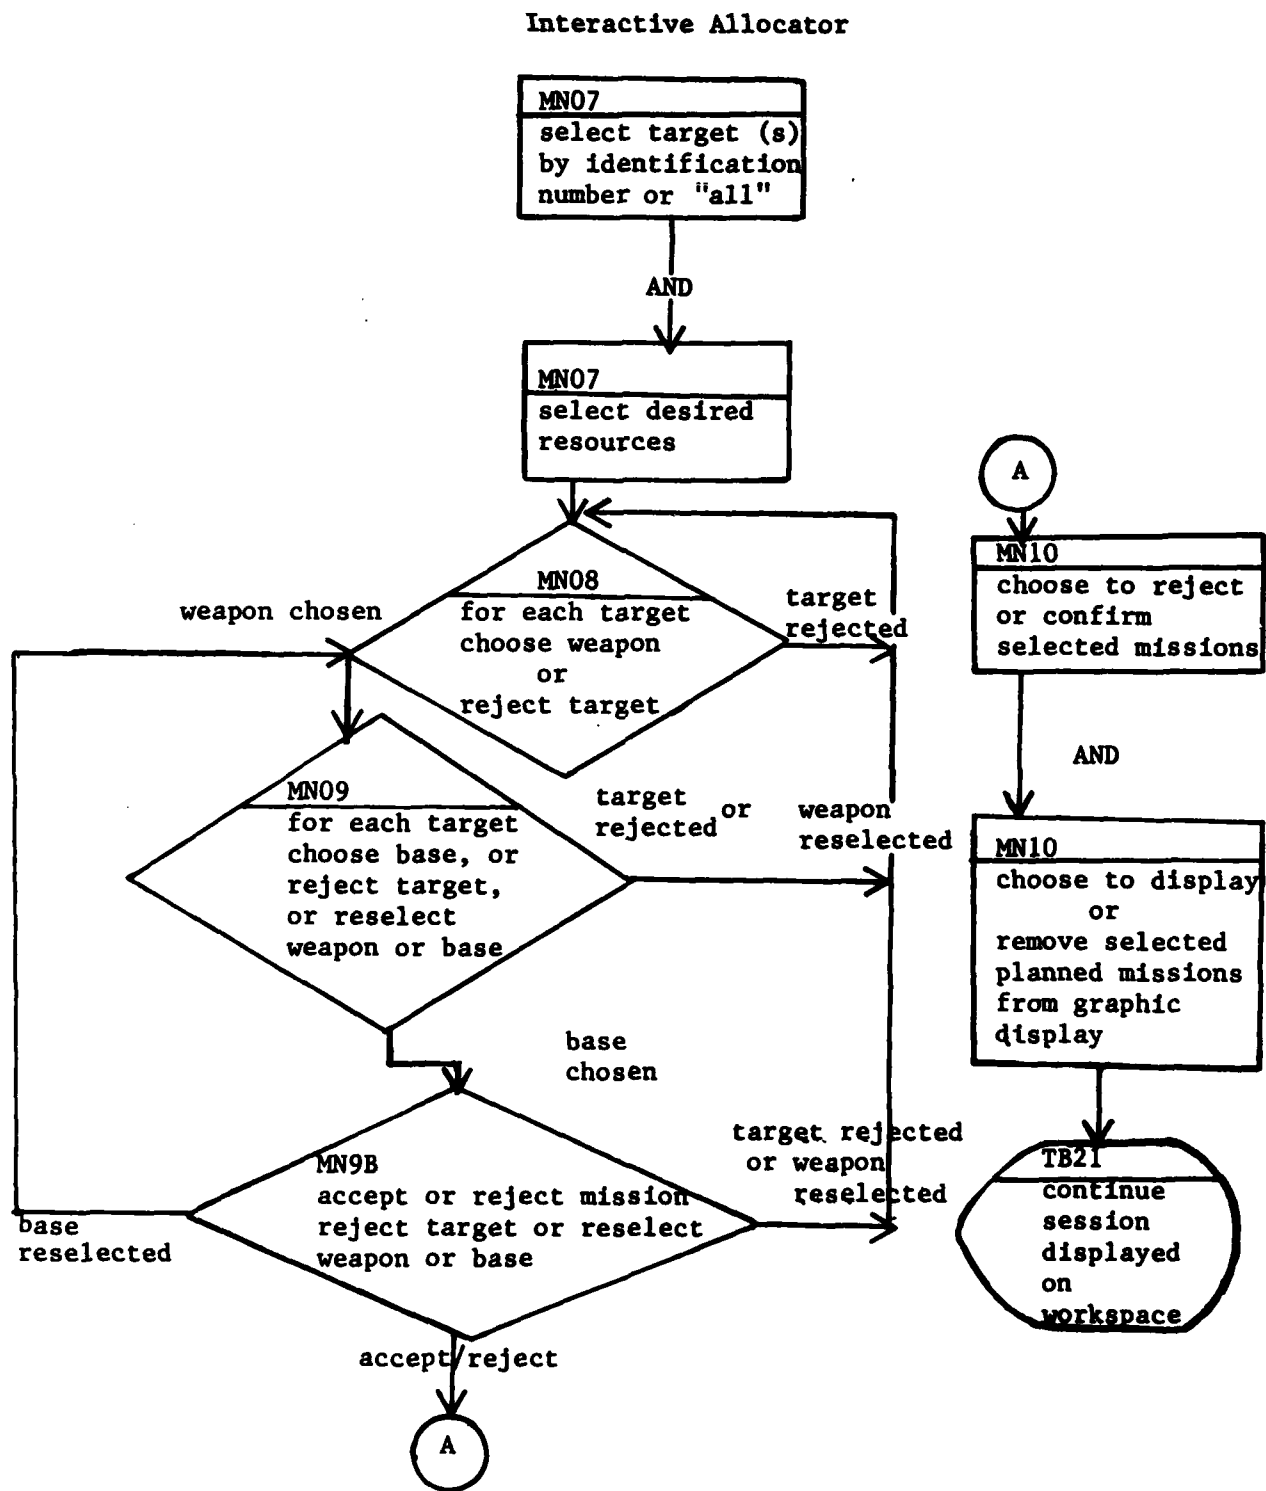 Interactive Allocator
MN07
select target (s)
by identification
number or "all"
AND
MN07
select desired
resources
MN08
for each target
choose weapon
or
reject target
weapon chosen
target
rejected
MN09
for each target
choose base, or
reject target,
or reselect
weapon or base
target
rejected
or
weapon
reselected
base
chosen
MN9B
accept or reject mission
reject target or reselect
weapon or base
target rejected
or weapon
reselected
base
reselected
accept/reject
A
A
MN10
choose to reject
or confirm
selected missions
AND
MN10
choose to display
or
remove selected
planned missions
from graphic
display
TB21
continue
session
displayed
on
workspace